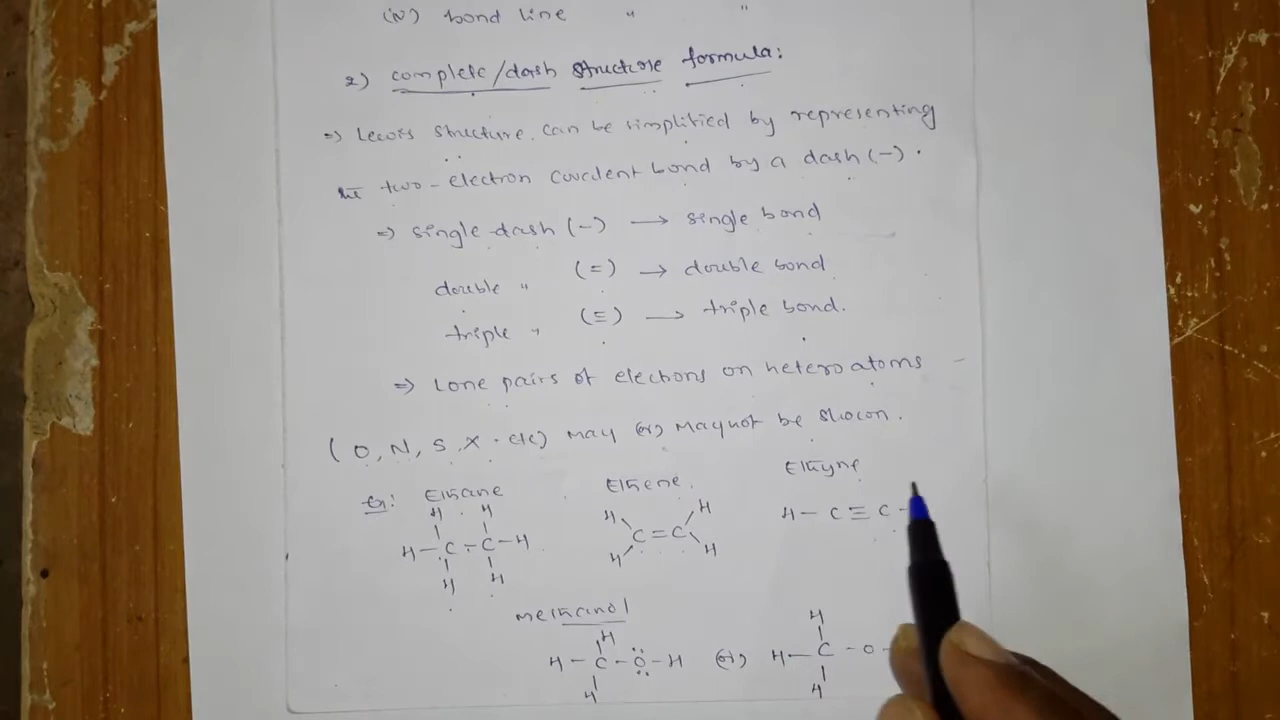 (iv) bond line " "
2) complete/dash structure formula:
⇒ Lewis structure can be simplified by representing
the two-electron covalent bond by a dash (-).
⇒ single dash (-) → single bond
double " (=) → double bond
triple " (≡) → triple bond.
⇒ Lone pairs of electrons on hetero atoms
(O, N, S, X. etc) may (or) may not be shown.
Ex: Ethane Ethene Ethyne
H H
H-C-C-H
H H
H H
C=C
H H
H-C≡C-
Methanol
H
H-C-Ö-H
H
(or)
H
H-C-O-
H